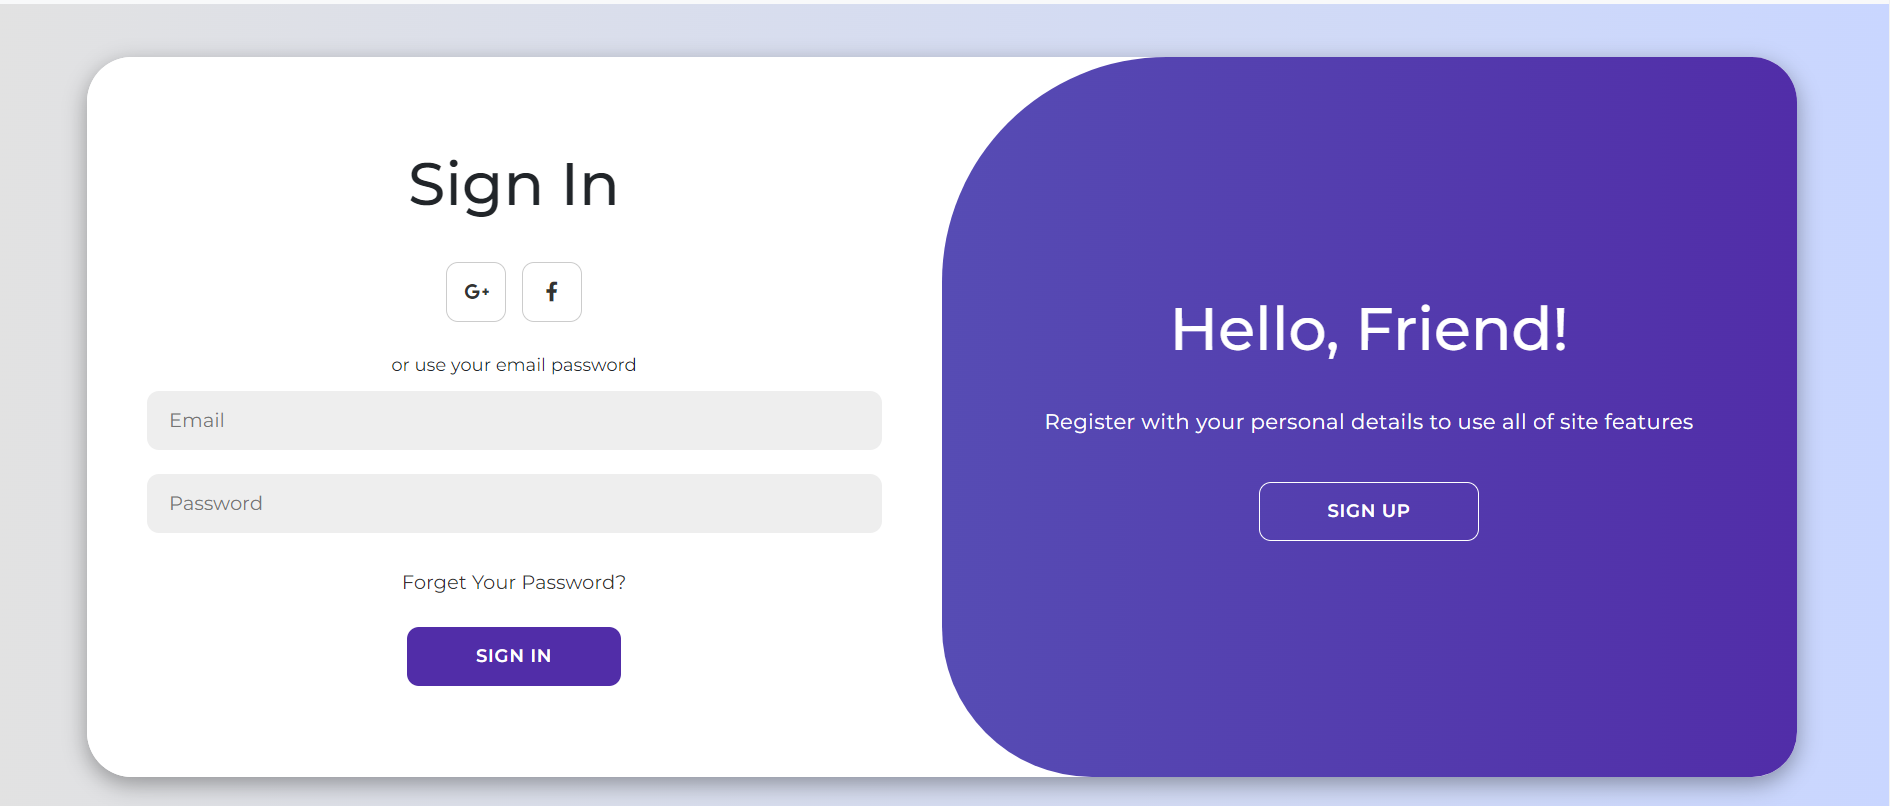 Sign In
G+ f
or use your email password
Email
Password
Forget Your Password?
SIGN IN
Hello, Friend!
Register with your personal details to use all of site features
SIGN UP